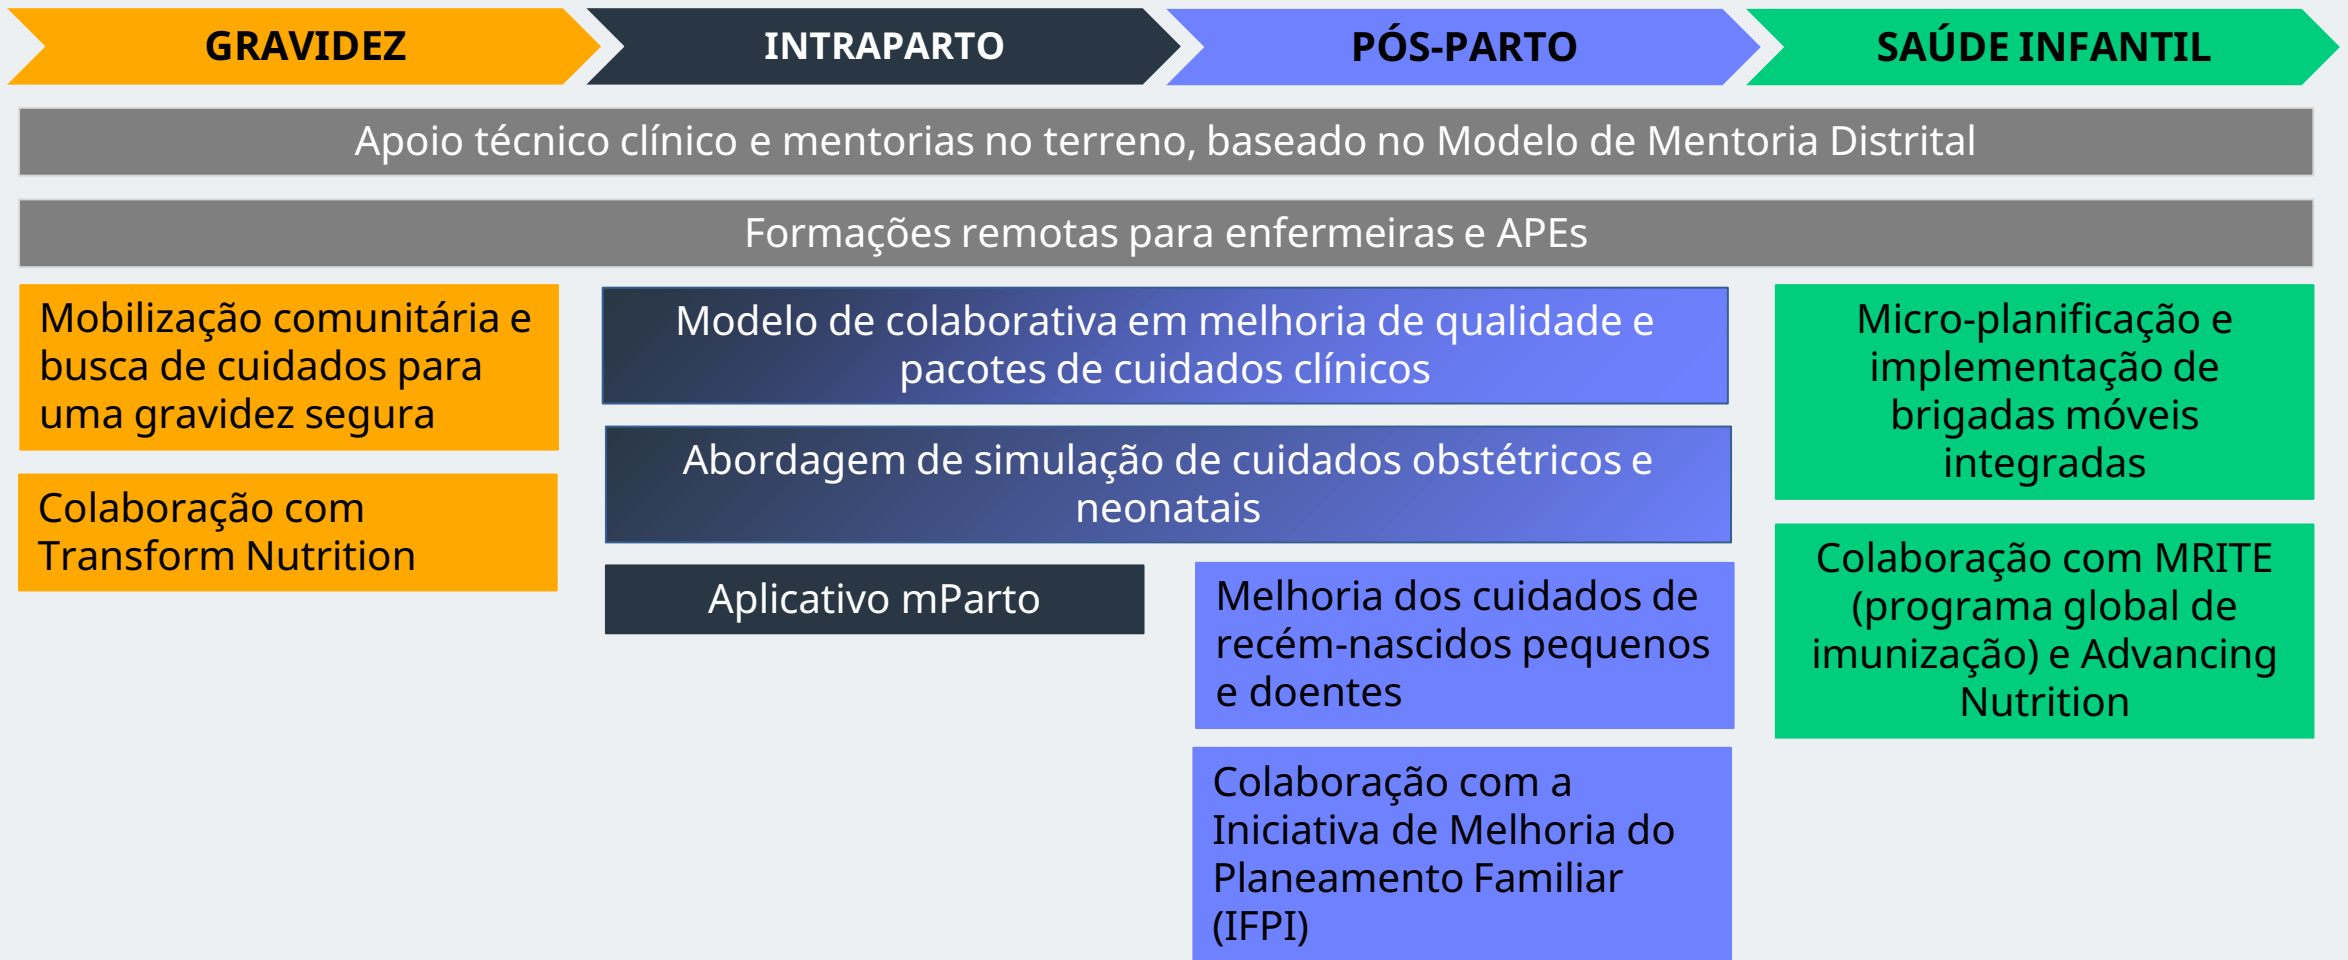 GRAVIDEZ
INTRAPARTO
PÓS-PARTO
SAÚDE INFANTIL
Apoio técnico clínico e mentorias no terreno, baseado no Modelo de Mentoria Distrital
Formações remotas para enfermeiras e APEs
Mobilização comunitária e
busca de cuidados para
uma gravidez segura
Colaboração com
Transform Nutrition
Modelo de colaborativa em melhoria de qualidade e
pacotes de cuidados clínicos
Abordagem de simulação de cuidados obstétricos e
neonatais
Aplicativo mParto
Melhoria dos cuidados de
recém-nascidos pequenos
e doentes
Colaboração com a
Iniciativa de Melhoria do
Planeamento Familiar
(IFPI)
Micro-planificação e
implementação de
brigadas móveis
integradas
Colaboração com MRITE
(programa global de
imunização) e Advancing
Nutrition